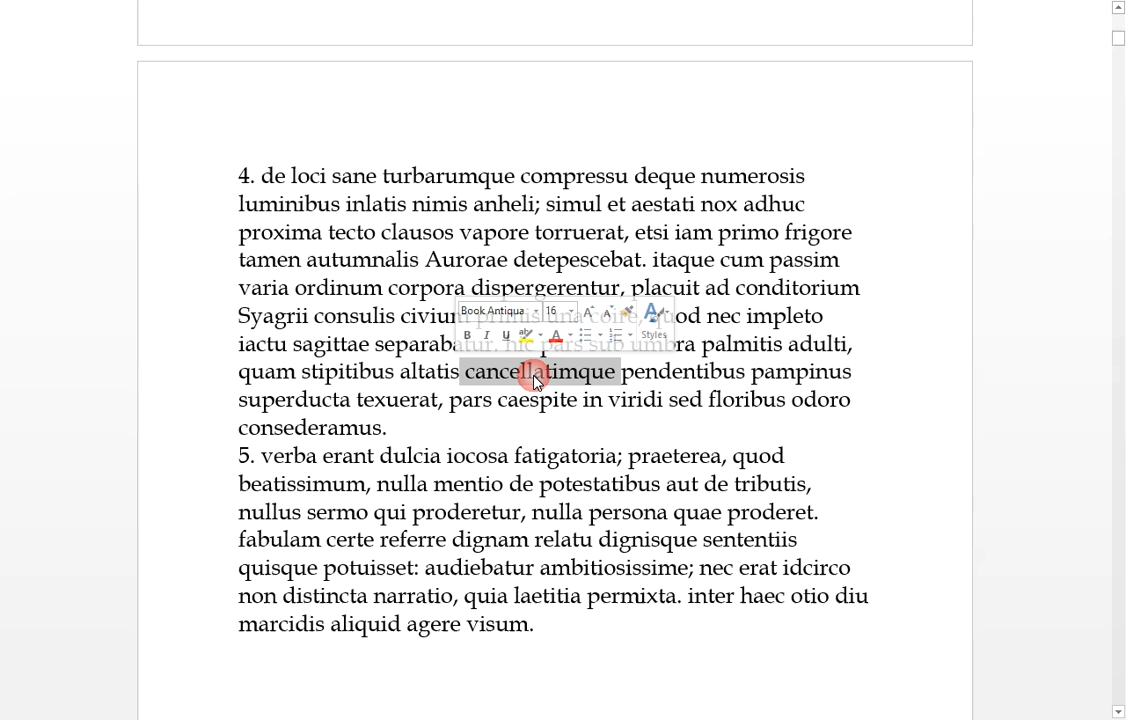 4. de loci sane turbarumque compressu deque numerosis
luminibus inlatis nimis anheli; simul et aestati nox adhuc
proxima tecto clausos vapore torruerat, etsi iam primo frigore
tamen autumnalis Aurorae detepescebat. itaque cum passim
varia ordinum corpora dispergerentur, placuit ad conditorium
Book Antiqua 16 A A A
Syagrii consulis civium primis una coire, quod nec impleto
B I U ab A Styles
iactu sagittae separabatur. hic pars sub umbra palmitis adulti,
quam stipitibus altatis cancellatimque pendentibus pampinus
superducta texuerat, pars caespite in viridi sed floribus odoro
consederamus.
5. verba erant dulcia iocosa fatigatoria; praeterea, quod
beatissimum, nulla mentio de potestatibus aut de tributis,
nullus sermo qui proderetur, nulla persona quae proderet.
fabulam certe referre dignam relatu dignisque sententiis
quisque potuisset: audiebatur ambitiosissime; nec erat idcirco
non distincta narratio, quia laetitia permixta. inter haec otio diu
marcidis aliquid agere visum.